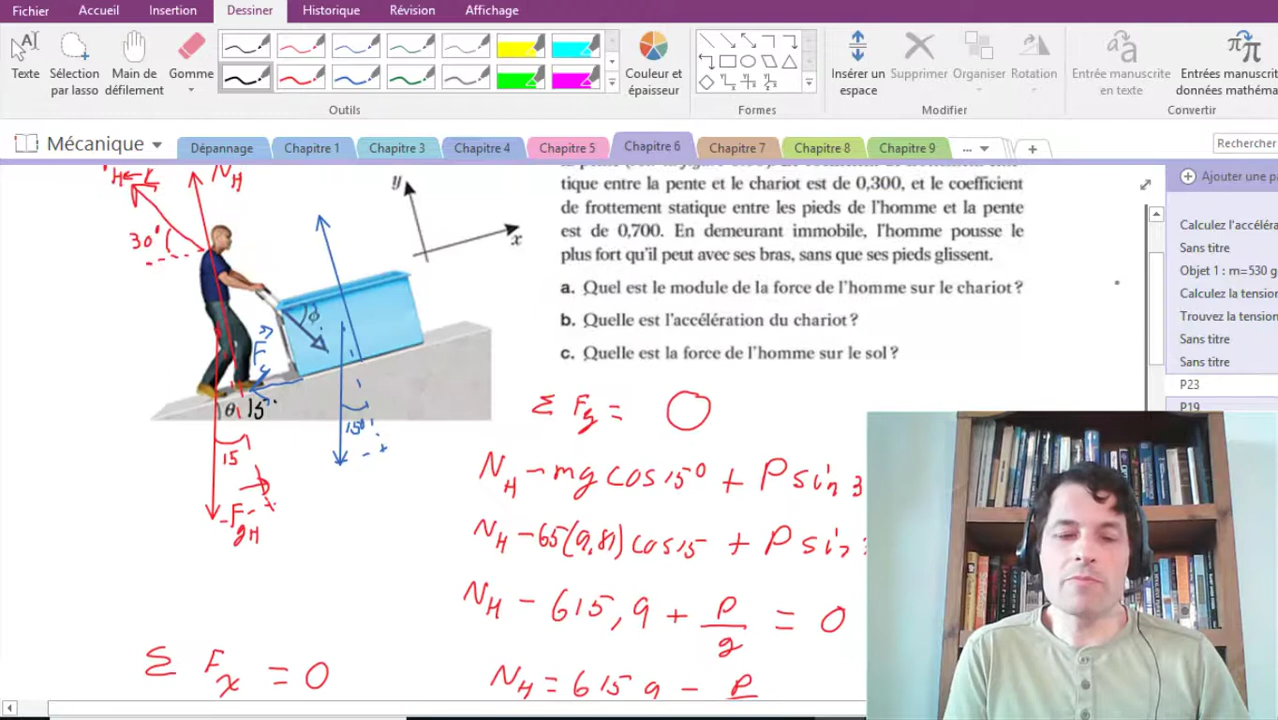 Fichier Accueil Insertion Dessiner Historique Révision Affichage
Texte
Sélection par lasso
Main de défilement
Gomme
Couleur et épaisseur
Insérer un espace
Supprimer
Organiser
Rotation
Entrée manuscrite en texte
Entrées manuscrit
données mathéma
Outils Formes Modifier Convertir
Mécanique Dépannage Chapitre 1 Chapitre 3 Chapitre 4 Chapitre 5 Chapitre 6 Chapitre 7 Chapitre 8 Chapitre 9 ... +
Rechercher
Ajouter une pa
Calculez l'accéléra
Sans titre
Objet 1 : m=530 g
Calculez la tension
Trouvez la tension
Sans titre
Sans titre
P23
P19
tique entre la pente et le chariot est de 0,300, et le coefficient
de frottement statique entre les pieds de l'homme et la pente
est de 0,700. En demeurant immobile, l'homme pousse le
plus fort qu'il peut avec ses bras, sans que ses pieds glissent.
a. Quel est le module de la force de l'homme sur le chariot ?
b. Quelle est l'accélération du chariot ?
c. Quelle est la force de l'homme sur le sol ?
N_H
30°
y
x
ϕ
F
θ 15°
15
15°
F_gH
Σ F_y = 0
N_H - mg cos 15° + P sin 3
N_H - 65(9,81) cos 15 + P sin
N_H - 615,9 + P/2 = 0
N_H = 615 9 - P
Σ F_x = 0